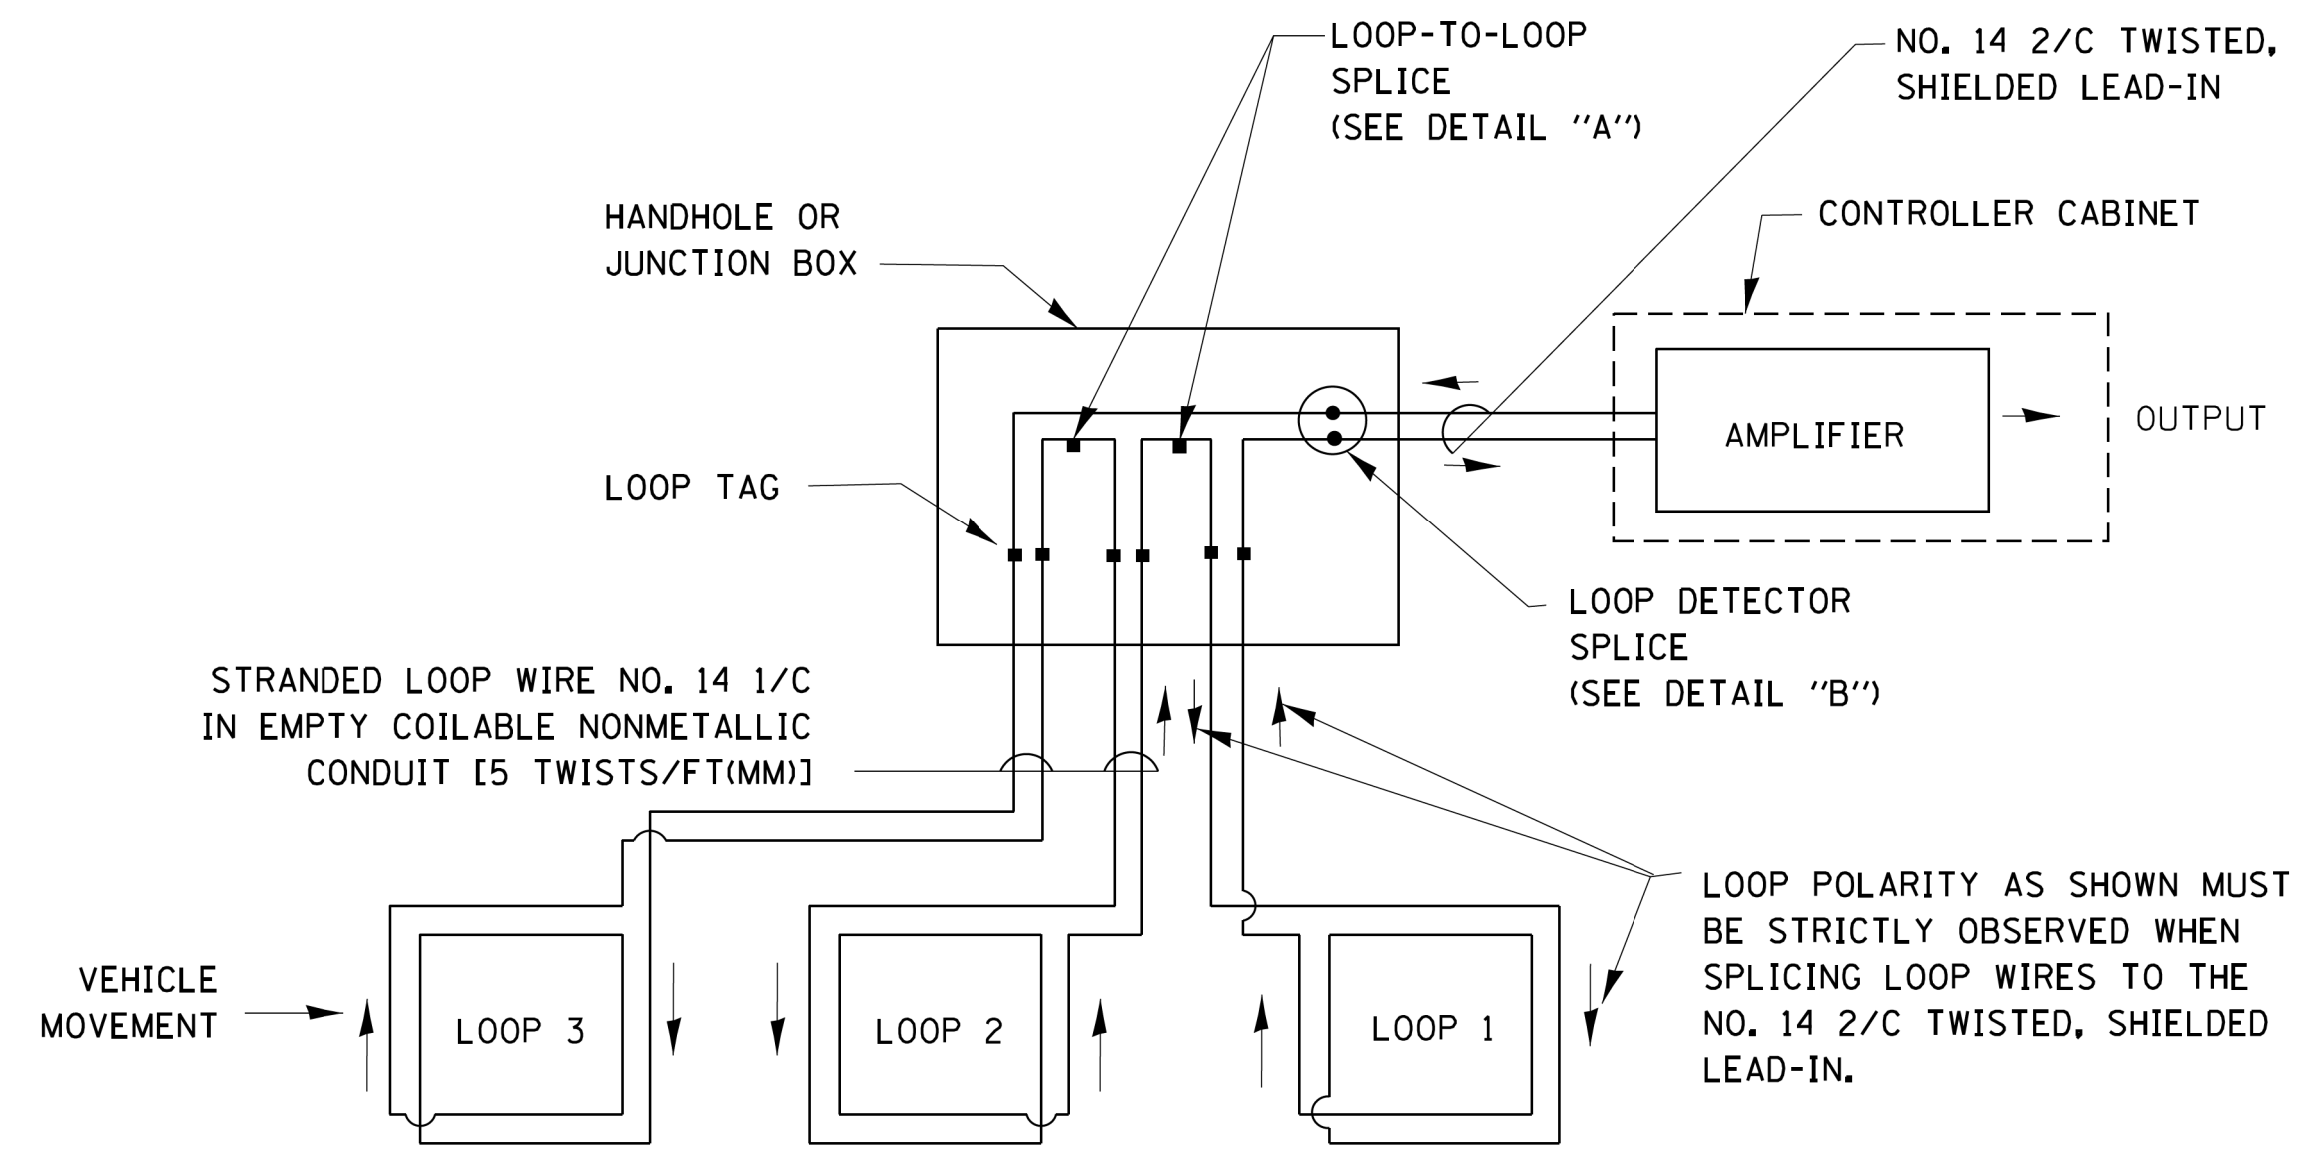 LOOP-TO-LOOP
SPLICE
(SEE DETAIL "A")
NO. 14 2/C TWISTED,
SHIELDED LEAD-IN
HANDHOLE OR
JUNCTION BOX
CONTROLLER CABINET
AMPLIFIER
OUTPUT
LOOP TAG
LOOP DETECTOR
SPLICE
(SEE DETAIL "B")
STRANDED LOOP WIRE NO. 14 1/C
IN EMPTY COILABLE NONMETALLIC
CONDUIT [5 TWISTS/FT(MM)]
LOOP POLARITY AS SHOWN MUST
BE STRICTLY OBSERVED WHEN
SPLICING LOOP WIRES TO THE
NO. 14 2/C TWISTED, SHIELDED
LEAD-IN.
VEHICLE
MOVEMENT
LOOP 3
LOOP 2
LOOP 1